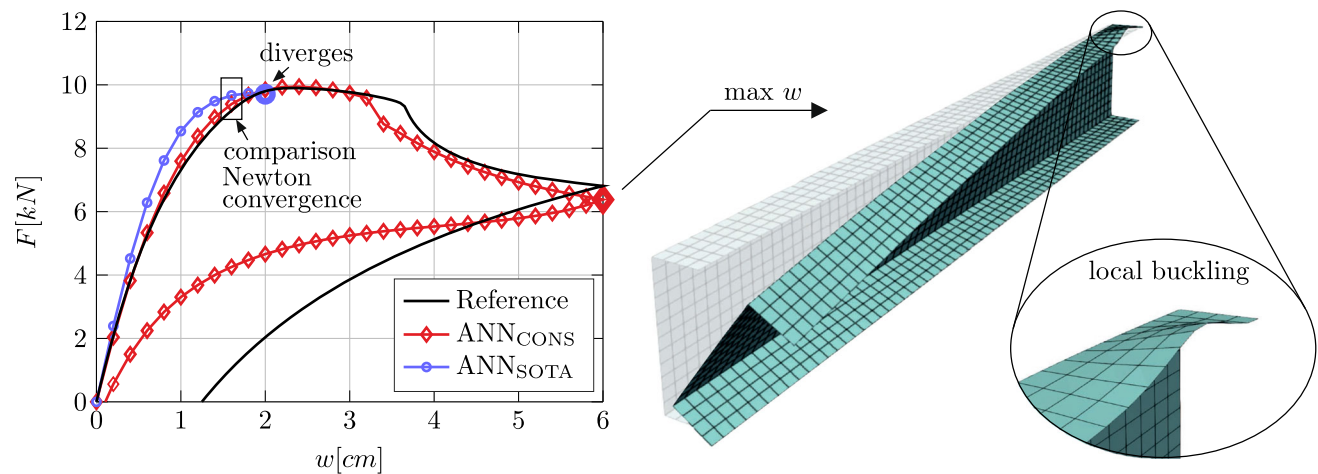 12
10
8
6
4
2
0
F[kN]
0
1
2
3
4
5
6
w[cm]
diverges
comparison
Newton
convergence
Reference
ANN_CONS
ANN_SOTA
max w
local buckling